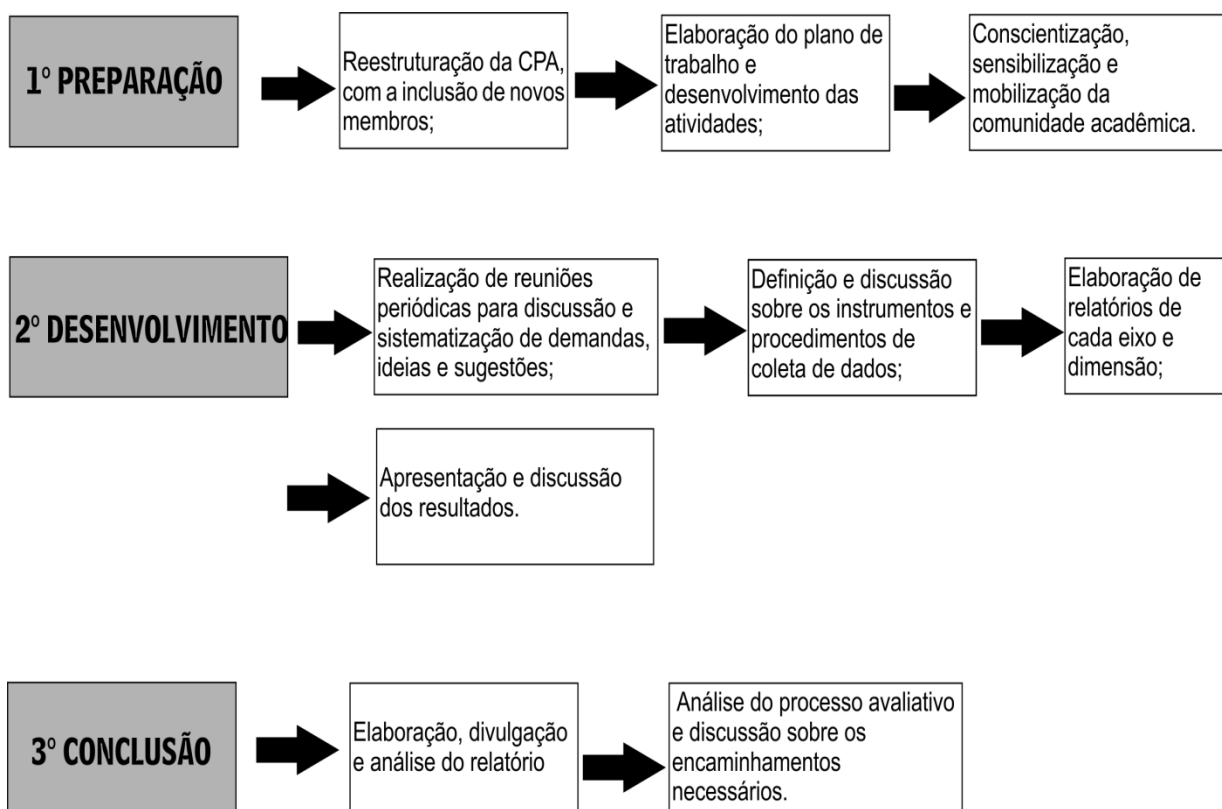 1° PREPARAÇÃO
Reestruturação da CPA,
com a inclusão de novos
membros;
Elaboração do plano de
trabalho e
desenvolvimento das
atividades;
Conscientização,
sensibilização e
mobilização da
comunidade acadêmica.
2° DESENVOLVIMENTO
Realização de reuniões
periódicas para discussão e
sistematização de demandas,
ideias e sugestões;
Definição e discussão
sobre os instrumentos e
procedimentos de
coleta de dados;
Elaboração de
relatórios de
cada eixo e
dimensão;
Apresentação e discussão
dos resultados.
3° CONCLUSÃO
Elaboração, divulgação
e análise do relatório
Análise do processo avaliativo
e discussão sobre os
encaminhamentos
necessários.